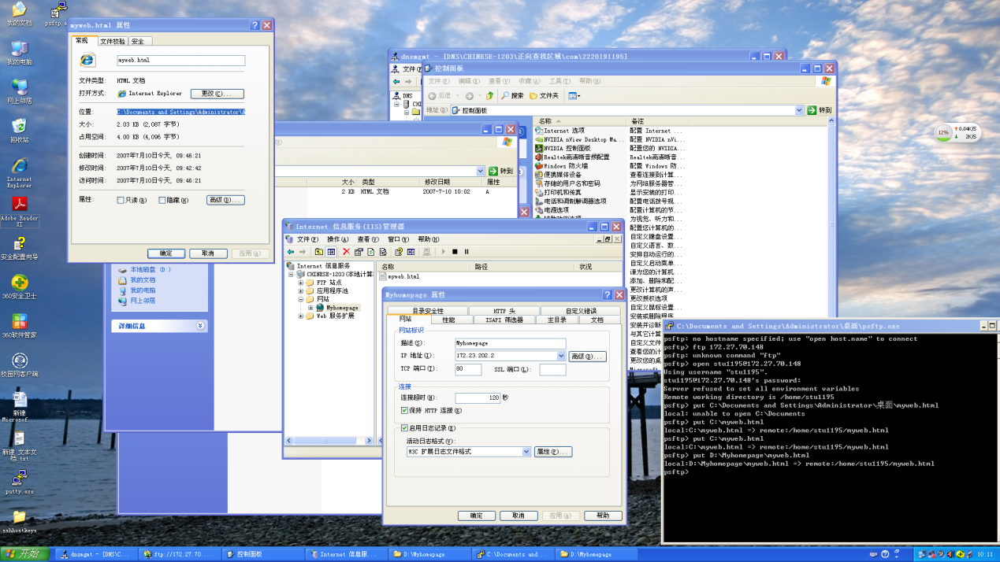 我的文档
我的电脑
网上邻居
回收站
Internet
Explorer
Adobe Reader
XI
安全配置向导
360安全卫士
360软件管家
校园网客户端
新建
Microsof...
新建 文本文
档.txt
putty.exe
sshhostkeys
myweb.html 属性
常规 文件校验 安全
myweb.html
文件类型: HTML 文档
打开方式: Internet Explorer 更改(C)...
位置: C:\Documents and Settings\Administrator\
大小: 2.03 KB (2,087 字节)
占用空间: 4.00 KB (4,096 字节)
创建时间: 2007年7月10日今天, 09:46:21
修改时间: 2007年7月10日今天, 09:42:42
访问时间: 2007年7月10日今天, 09:46:21
属性: 只读(R) 隐藏(H) 高级(D)...
确定 取消 应用(A)
本地磁盘 (D:)
我的文档
我的电脑
网上邻居
详细信息
转到
大小 类型 修改日期 属性
2 KB HTML 文档 2007-7-10 10:02 A
dnsmgmt - [DNS\CHINESE-1203\正向查找区域\com\2220191195]
DNS
控制面板
文件(F) 编辑(E) 查看(V) 收藏(A) 工具(T) 帮助(H)
后退 搜索 文件夹
地址(D) 控制面板 转到
名称 备注
Internet 选项 配置 Internet ...
NVIDIA nView Desktop Ma... 配置 NVIDIA nVi...
NVIDIA 控制面板 配置您的 NVIDIA...
Realtek高清晰音频配置 Realtek高清晰音...
Windows 防火墙 配置 Windows 防...
便携媒体设备 查看连接到计算...
存储的用户名和密码 为网络服务器管...
打印机和传真 显示安装的打印...
电话和调制解调器选项 配置电话拨号规...
电源选项 配置计算机的节...
为视觉、听力和...
配置您计算机的...
自定义键盘设置...
自定义语言、数...
安排自动运行的...
自定义启动菜单...
请为您的计算机...
添加、删除和配...
更改计算机的声...
更改授权选项
自定义鼠标设置...
安装或删除程序
12% 0.04K/S
2K/S
Internet 信息服务(IIS)管理器
文件(F) 操作(A) 查看(V) 窗口(W) 帮助(H)
Internet 信息服务
CHINESE-1203(本地计算
FTP 站点
应用程序池
网站
Myhomepage
Web 服务扩展
名称 路径 状况
myweb.html
Myhomepage 属性
目录安全性 HTTP 头 自定义错误
网站 性能 ISAPI 筛选器 主目录 文档
网站标识
描述(S): Myhomepage
IP 地址(I): 172.23.202.2 高级(D)...
TCP 端口(T): 80 SSL 端口(L):
连接
连接超时(N): 120 秒
保持 HTTP 连接(K)
启用日志记录(E)
活动日志格式(V):
W3C 扩展日志文件格式 属性(P)...
确定 取消 应用(A) 帮助
C:\Documents and Settings\Administrator\桌面\psftp.exe
psftp: no hostname specified; use "open host.name" to connect
psftp> ftp 172.27.70.148
psftp: unknown command "ftp"
psftp> open stu1195@172.27.70.148
Using username "stu1195".
stu1195@172.27.70.148's password:
Server refused to set all environment variables
Remote working directory is /home/stu1195
psftp> put C:\Documents and Settings\Administrator\桌面\myweb.html
local: unable to open C:\Documents
psftp> put C:\myweb.html
local:C:\myweb.html => remote:/home/stu1195/myweb.html
psftp> put C:\myweb.html
local:C:\myweb.html => remote:/home/stu1195/myweb.html
psftp> put D:\Myhomepage\myweb.html
local:D:\Myhomepage\myweb.html => remote:/home/stu1195/myweb.html
psftp>
开始 dnsmgmt - [DNS\C... ftp://172.27.70.... 控制面板 Internet 信息服... D:\Myhomepage C:\Documents and... D:\Myhomepage 10:11